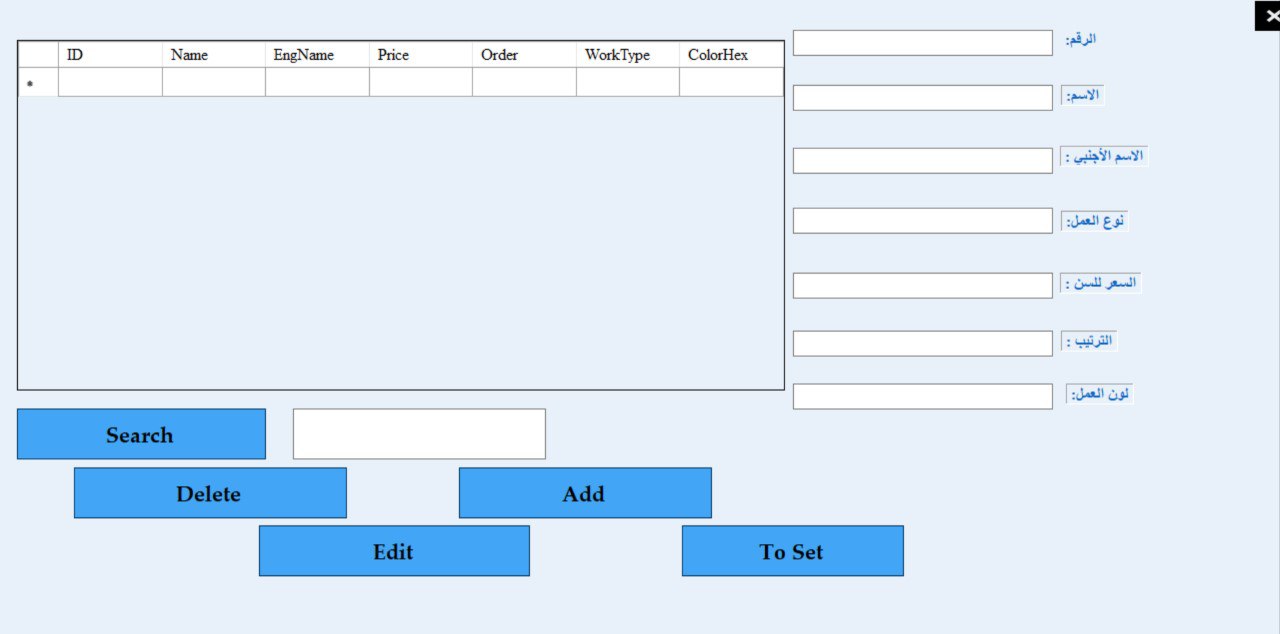 ID Name EngName Price Order WorkType ColorHex
الرقم:
الاسم:
الاسم الأجنبي :
نوع العمل:
السعر للسن :
الترتيب :
لون العمل:
Search
Delete Add
Edit To Set